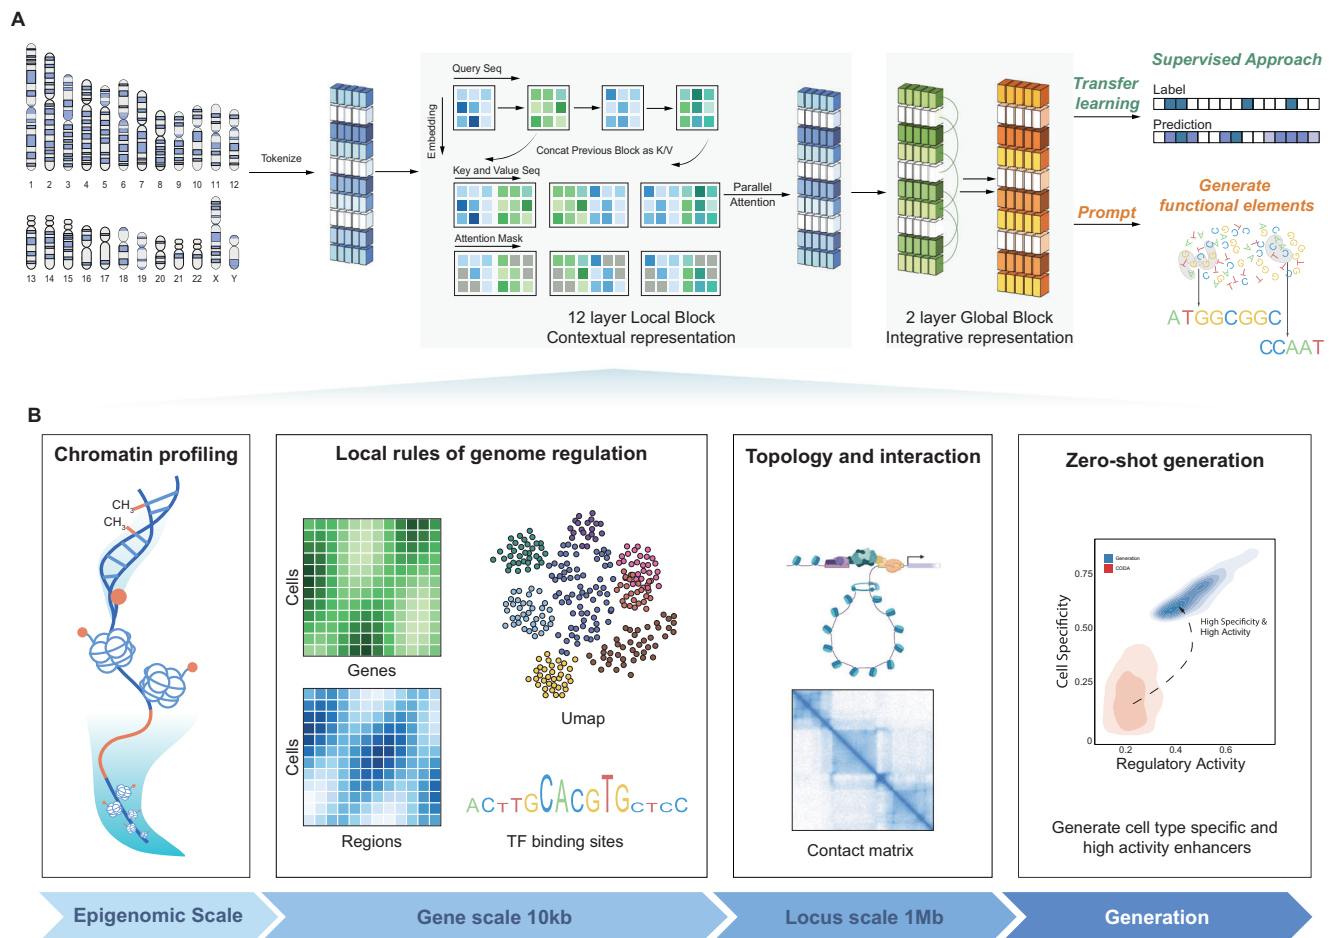 A
1 2 3 4 5 6 7 8 9 10 11 12
13 14 15 16 17 18 19 20 21 22 X Y
Tokenize
Query Seq
Embedding
Concat Previous Block as K/V
Key and Value Seq
Attention Mask
Parallel
Attention
12 layer Local Block
Contextual representation
2 layer Global Block
Integrative representation
Transfer
learning
Supervised Approach
Label
Prediction
Prompt
Generate
functional elements
ATGGCGGC
CCAAT
B
Chromatin profiling
CH3
CH3
Local rules of genome regulation
Cells
Genes
Cells
Regions
Umap
ACTTGCACGTGCTCC
TF binding sites
Topology and interaction
Contact matrix
Zero-shot generation
Generation
CODA
0.75
0.50
0.25
0
Cell Specificity
High Specificity &
High Activity
0.2 0.4 0.6
Regulatory Activity
Generate cell type specific and
high activity enhancers
Epigenomic Scale
Gene scale 10kb
Locus scale 1Mb
Generation